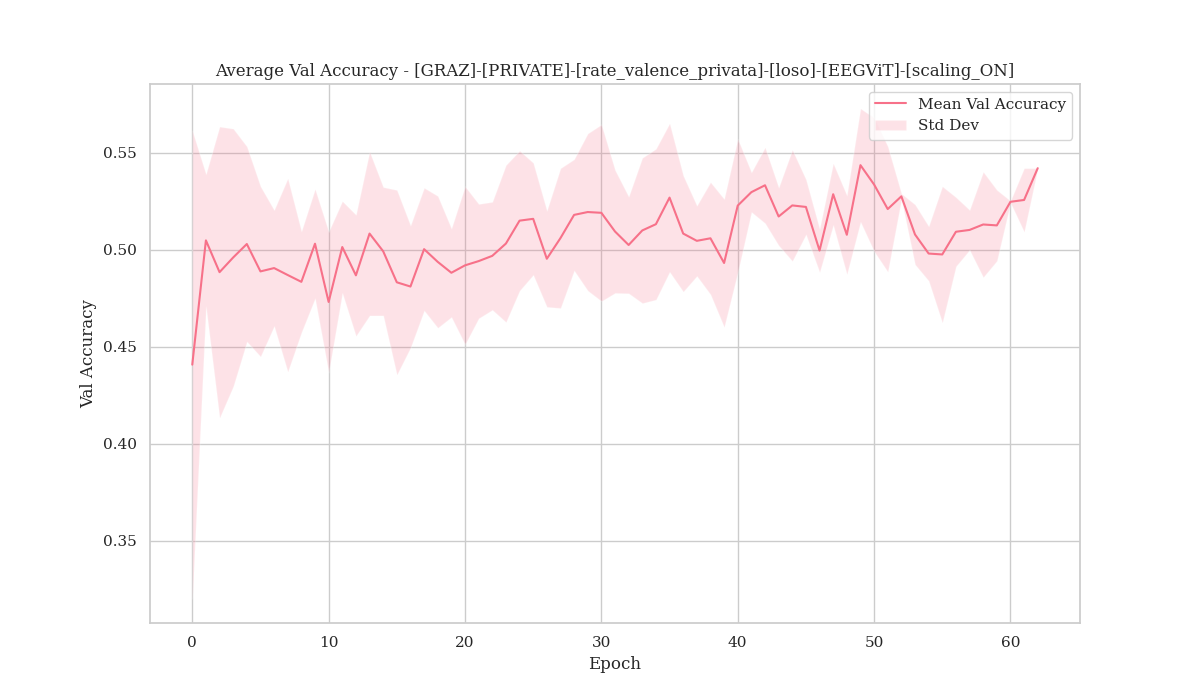 Average Val Accuracy - [GRAZ]-[PRIVATE]-[rate_valence_privata]-[loso]-[EEGViT]-[scaling_ON]
Mean Val Accuracy
Std Dev
0.55
0.50
0.45
0.40
0.35
Val Accuracy
0 10 20 30 40 50 60
Epoch